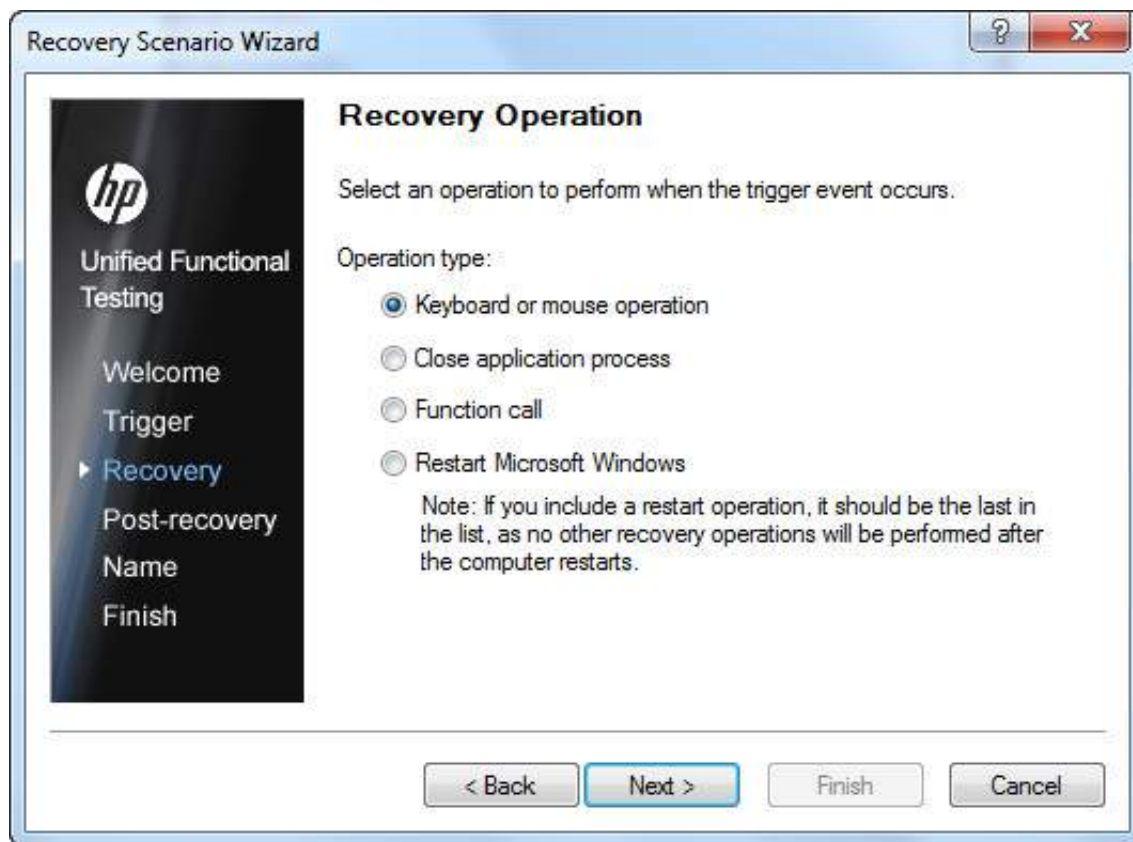 Recovery Scenario Wizard
?
X
hp
Unified Functional
Testing
Welcome
Trigger
Recovery
Post-recovery
Name
Finish
Recovery Operation
Select an operation to perform when the trigger event occurs.
Operation type:
Keyboard or mouse operation
Close application process
Function call
Restart Microsoft Windows
Note: If you include a restart operation, it should be the last in
the list, as no other recovery operations will be performed after
the computer restarts.
< Back
Next >
Finish
Cancel